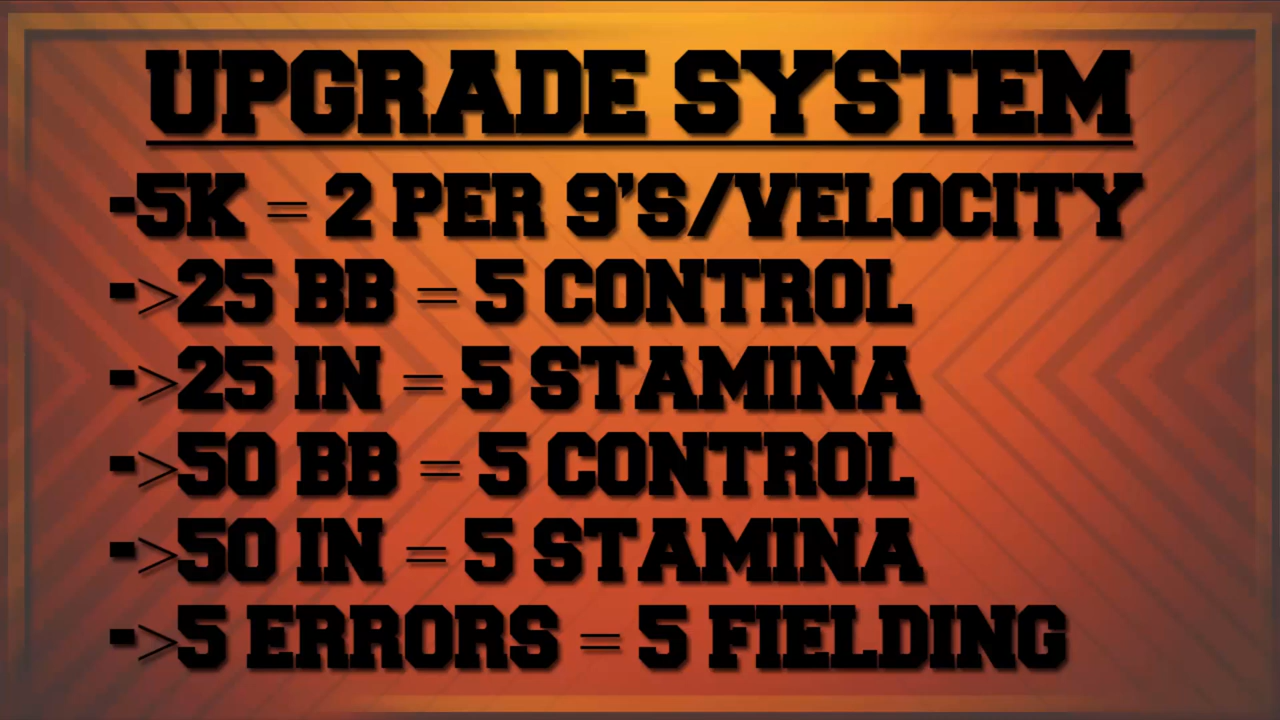 UPGRADE SYSTEM
-5K = 2 PER 9'S/VELOCITY
->25 BB = 5 CONTROL
->25 IN = 5 STAMINA
->50 BB = 5 CONTROL
->50 IN = 5 STAMINA
->5 ERRORS = 5 FIELDING